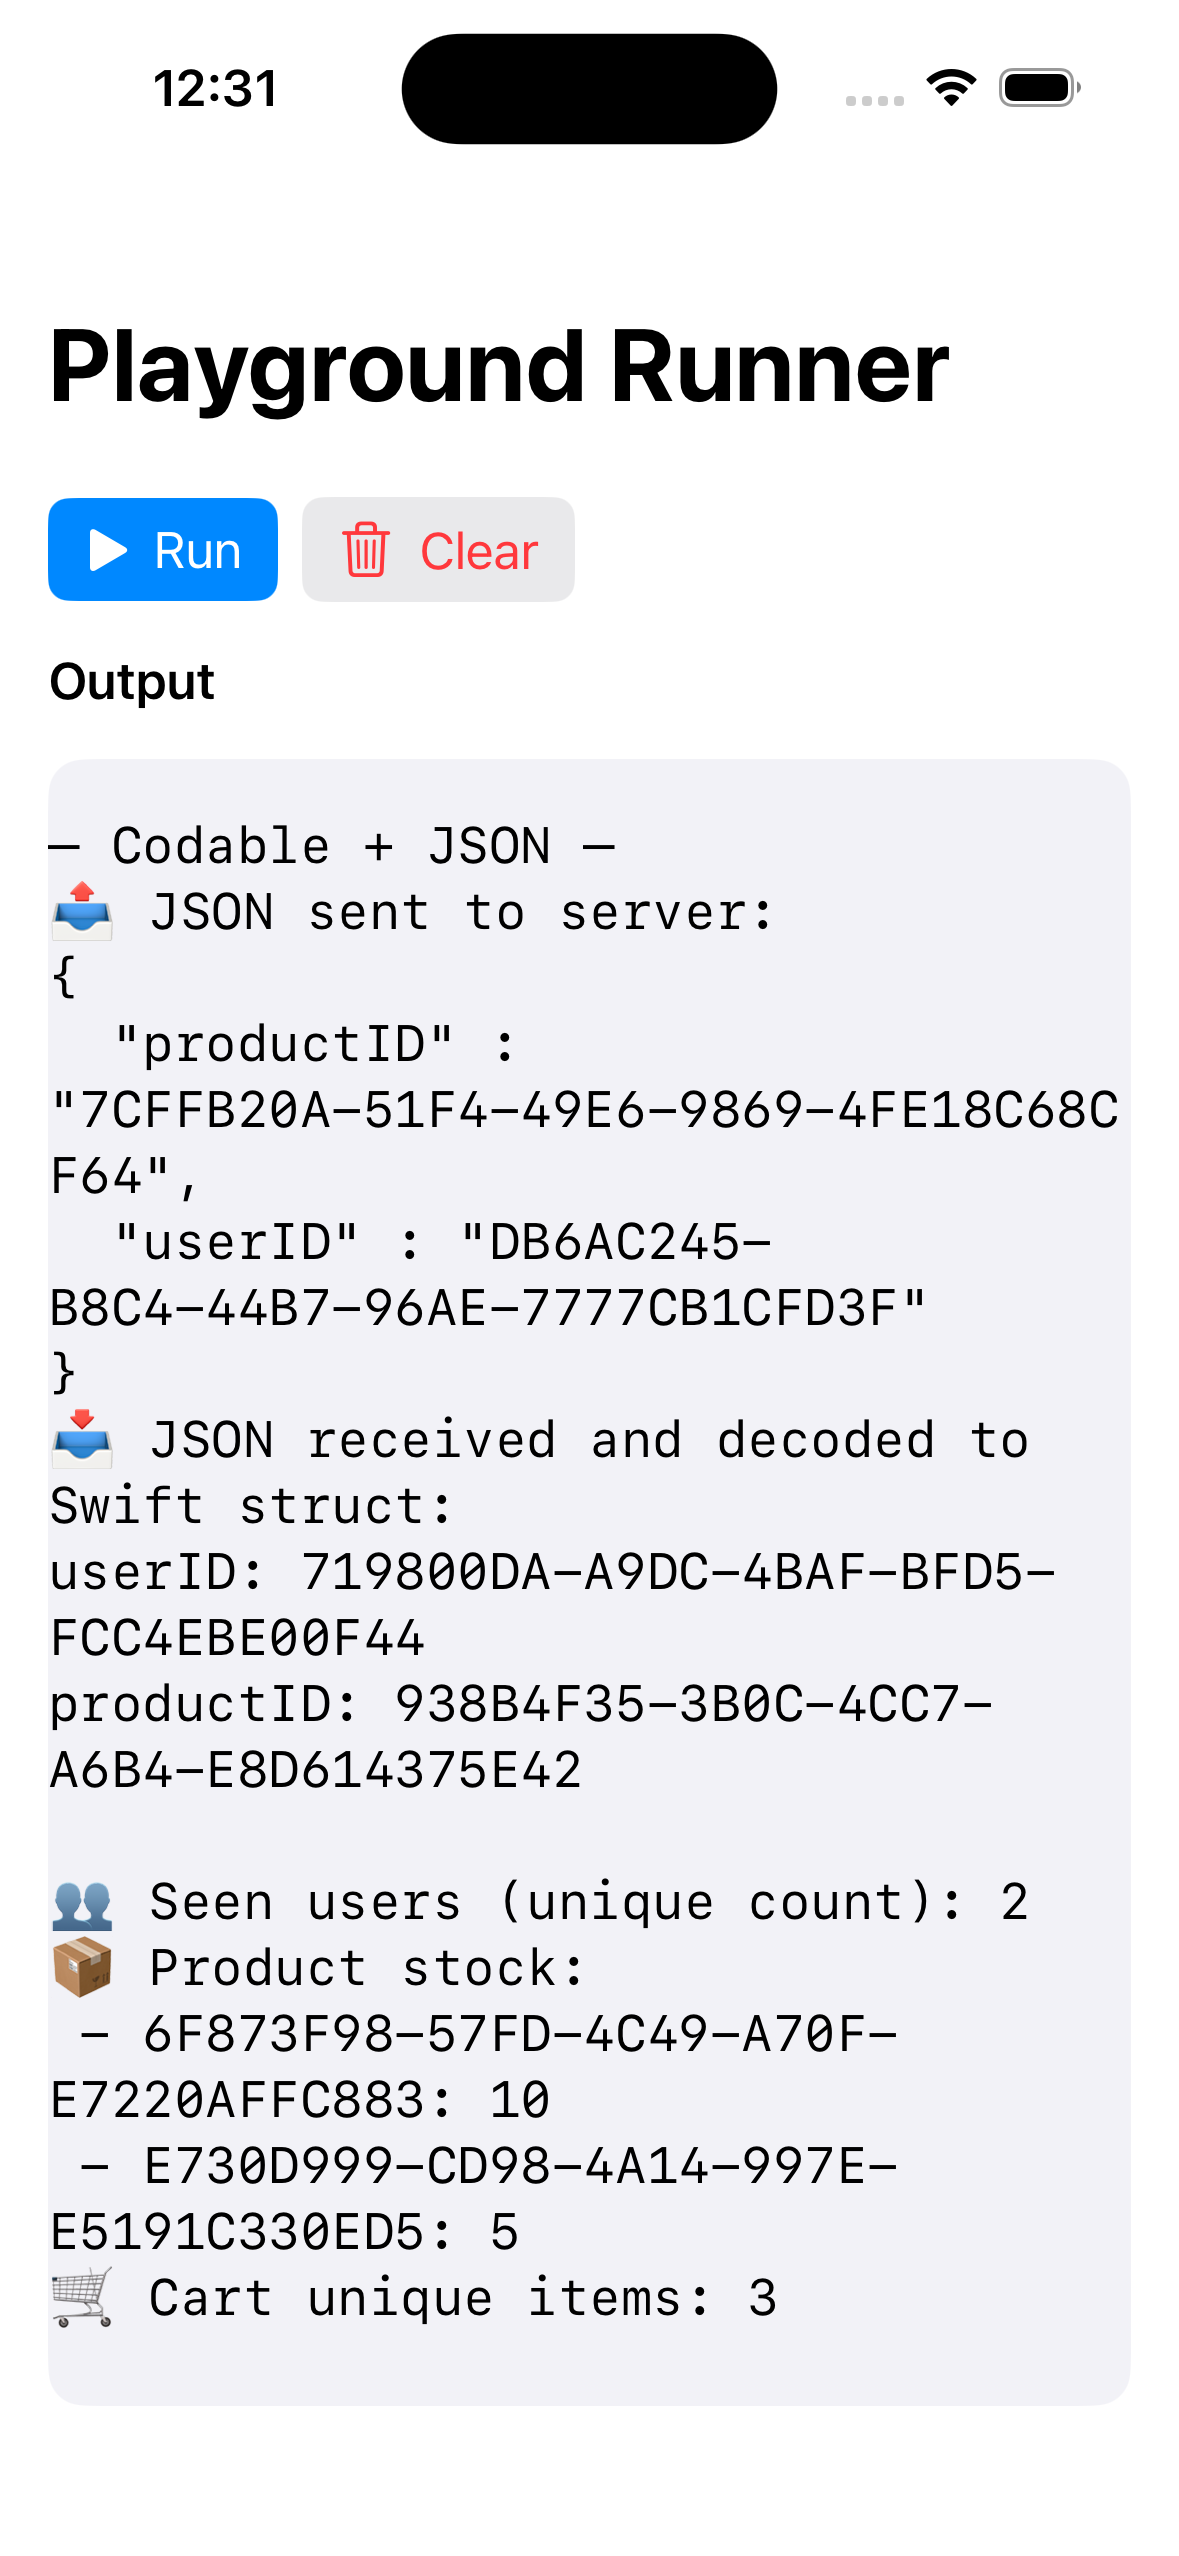 12:31
Playground Runner
Run
Clear
Output
— Codable + JSON —
📤 JSON sent to server:
{
  "productID" :
"7CFFB20A-51F4-49E6-9869-4FE18C68C
F64",
  "userID" : "DB6AC245-
B8C4-44B7-96AE-7777CB1CFD3F"
}
📥 JSON received and decoded to
Swift struct:
userID: 719800DA-A9DC-4BAF-BFD5-
FCC4EBE00F44
productID: 938B4F35-3B0C-4CC7-
A6B4-E8D614375E42
👥 Seen users (unique count): 2
📦 Product stock:
 - 6F873F98-57FD-4C49-A70F-
E7220AFFC883: 10
 - E730D999-CD98-4A14-997E-
E5191C330ED5: 5
🛒 Cart unique items: 3